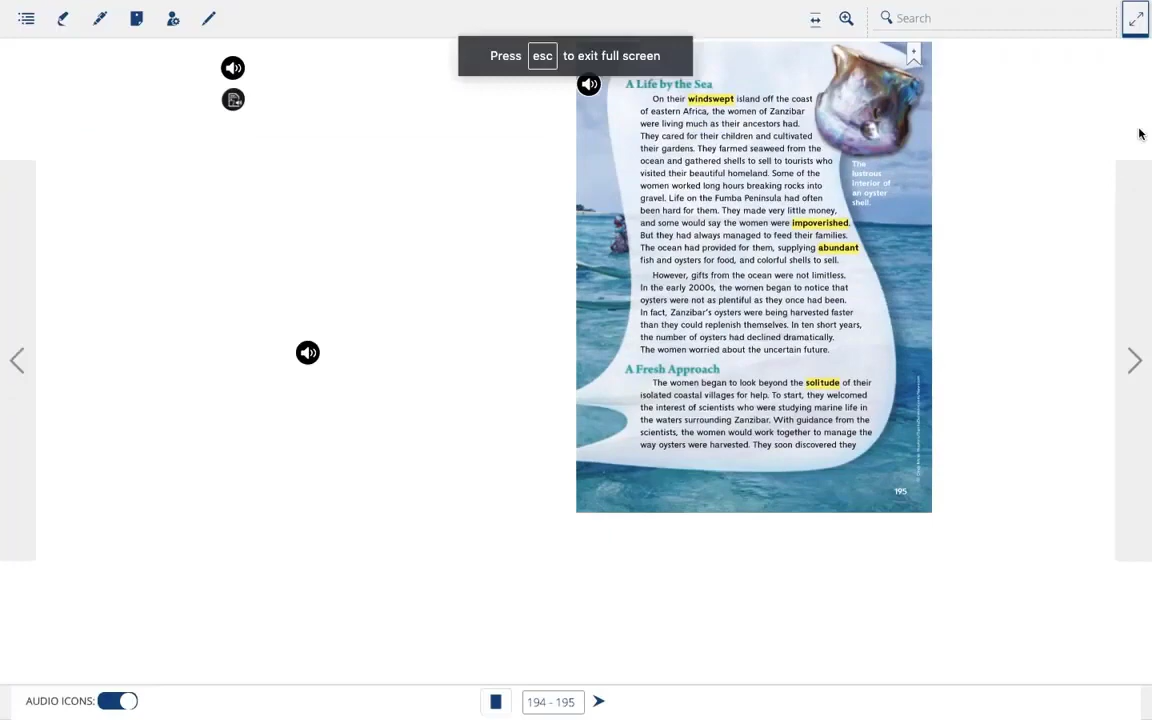 Search
Press esc to exit full screen
A Life by the Sea
On their windswept island off the coast
of eastern Africa, the women of Zanzibar
were living much as their ancestors had.
They cared for their children and cultivated
their gardens. They farmed seaweed from the
ocean and gathered shells to sell to tourists who
visited their beautiful homeland. Some of the
women worked long hours breaking rocks into
gravel. Life on the Fumba Peninsula had often
been hard for them. They made very little money,
and some would say the women were impoverished.
But they had always managed to feed their families.
The ocean had provided for them, supplying abundant
fish and oysters for food, and colorful shells to sell.
However, gifts from the ocean were not limitless.
In the early 2000s, the women began to notice that
oysters were not as plentiful as they once had been.
In fact, Zanzibar's oysters were being harvested faster
than they could replenish themselves. In ten short years,
the number of oysters had declined dramatically.
The women worried about the uncertain future.
The
lustrous
interior of
an oyster
shell.
A Fresh Approach
The women began to look beyond the solitude of their
isolated coastal villages for help. To start, they welcomed
the interest of scientists who were studying marine life in
the waters surrounding Zanzibar. With guidance from the
scientists, the women would work together to manage the
way oysters were harvested. They soon discovered they
195
AUDIO ICONS:
194 - 195